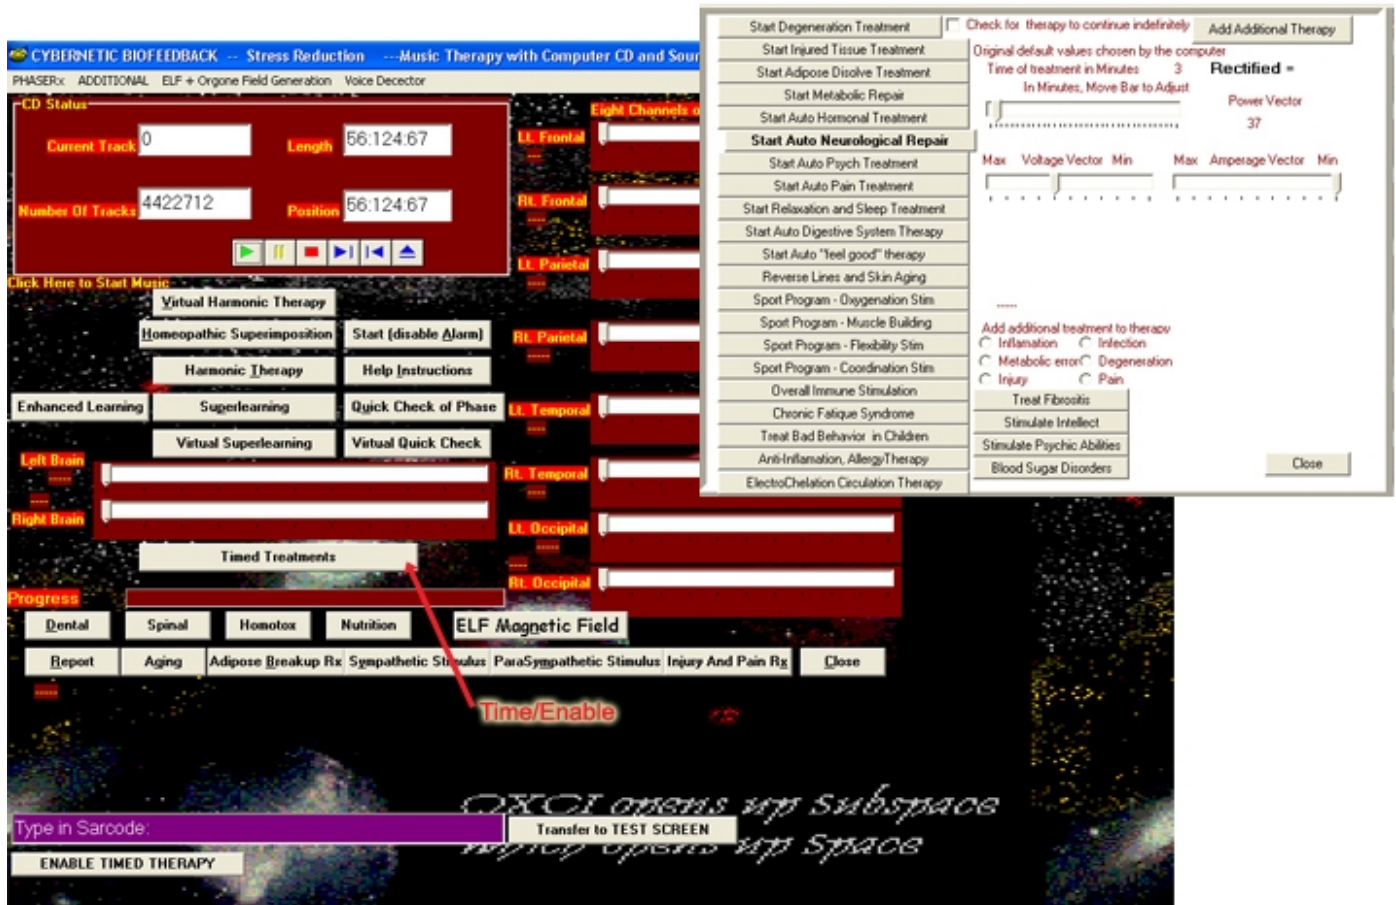 CYBERNETIC BIOFEEDBACK -- Stress Reduction ---Music Therapy with Computer CD and Sour
PHASERx ADDITIONAL ELF + Orgone Field Generation Voice Decector
CD Status
Current Track 0 Length 56:124:67
Number Of Tracks 4422712 Position 56:124:67
Click Here to Start Music
Virtual Harmonic Therapy
Homeopathic Superimposition Start (disable Alarm)
Harmonic Therapy Help Instructions
Enhanced Learning Superlearning Quick Check of Phase
Virtual Superlearning Virtual Quick Check
Left Brain
-----
Right Brain
Timed Treatments
Progress
Eight Channels o
Lt. Frontal
----
Rt. Frontal
-----
Lt. Parietal
-----
Rt. Parietal
-----
Lt. Temporal
-----
Rt. Temporal
-----
Lt. Occipital
-----
Rt. Occipital
Dental Spinal Homotox Nutrition ELF Magnetic Field
Report Aging Adipose Breakup Rx Sympathetic Stimulus ParaSympathetic Stimulus Injury And Pain Rx Close
-----
Time/Enable
QXCI opens up Subspace
Type in Sarcode: Transfer to TEST SCREEN
which opens up Space
ENABLE TIMED THERAPY
Start Degeneration Treatment
Start Injured Tissue Treatment
Start Adipose Disolve Treatment
Start Metabolic Repair
Start Auto Hormonal Treatment
Start Auto Neurological Repair
Start Auto Psych Treatment
Start Auto Pain Treatment
Start Relaxation and Sleep Treatment
Start Auto Digestive System Therapy
Start Auto "feel good" therapy
Reverse Lines and Skin Aging
Sport Program - Oxygenation Stim
Sport Program - Muscle Building
Sport Program - Flexibility Stim
Sport Program - Coordination Stim
Overall Immune Stimulation
Chronic Fatique Syndrome
Treat Bad Behavior in Children
Anti-Inflamation, AllergyTherapy
ElectroChelation Circulation Therapy
Check for therapy to continue indefinitely Add Additional Therapy
Original default values chosen by the computer
Time of treatment in Minutes 3 Rectified =
In Minutes, Move Bar to Adjust
Power Vector
37
Max Voltage Vector Min Max Amperage Vector Min
-----
Add additional treatment to therapy
Inflamation Infection
Metabolic error Degeneration
Injury Pain
Treat Fibrositis
Stimulate Intellect
Stimulate Psychic Abilities
Blood Sugar Disorders
Close